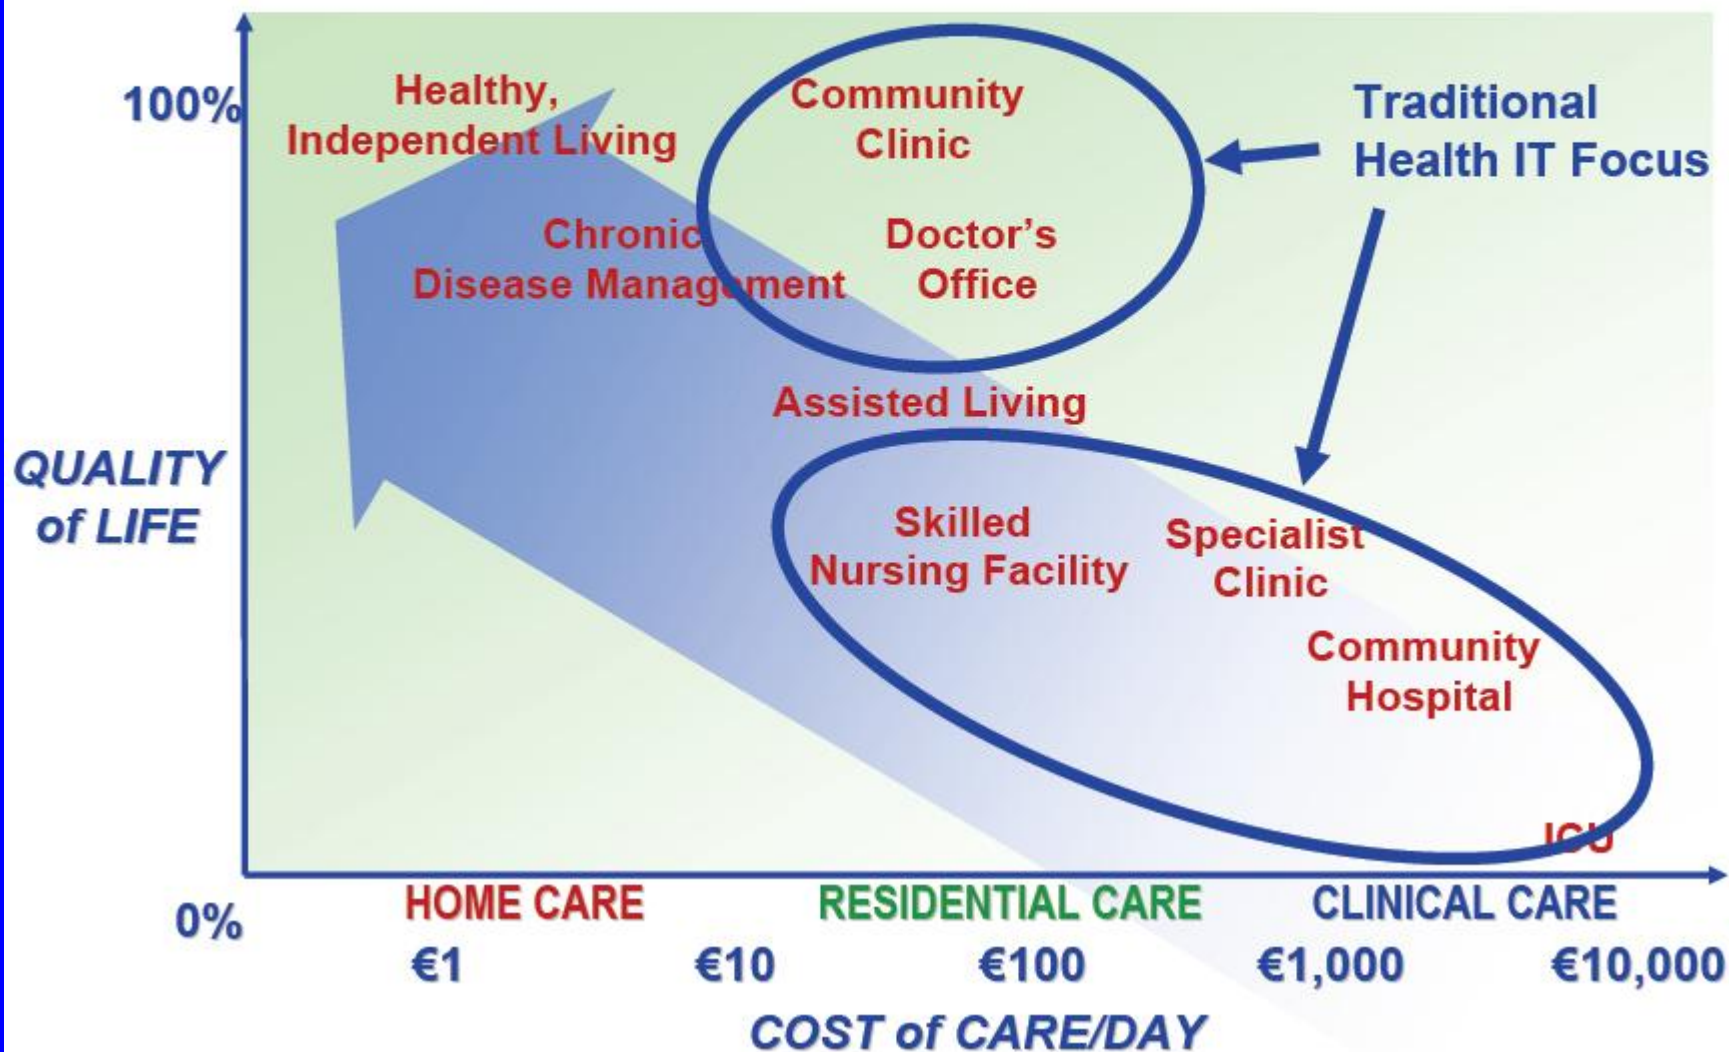 100%
Healthy,
Independent Living
Community
Clinic
Traditional
Health IT Focus
Chronic
Disease Management
Doctor's
Office
Assisted Living
QUALITY
of LIFE
Skilled
Nursing Facility
Specialist
Clinic
Community
Hospital
ICU
0%
HOME CARE
RESIDENTIAL CARE
CLINICAL CARE
€1
€10
€100
€1,000
€10,000
COST of CARE/DAY